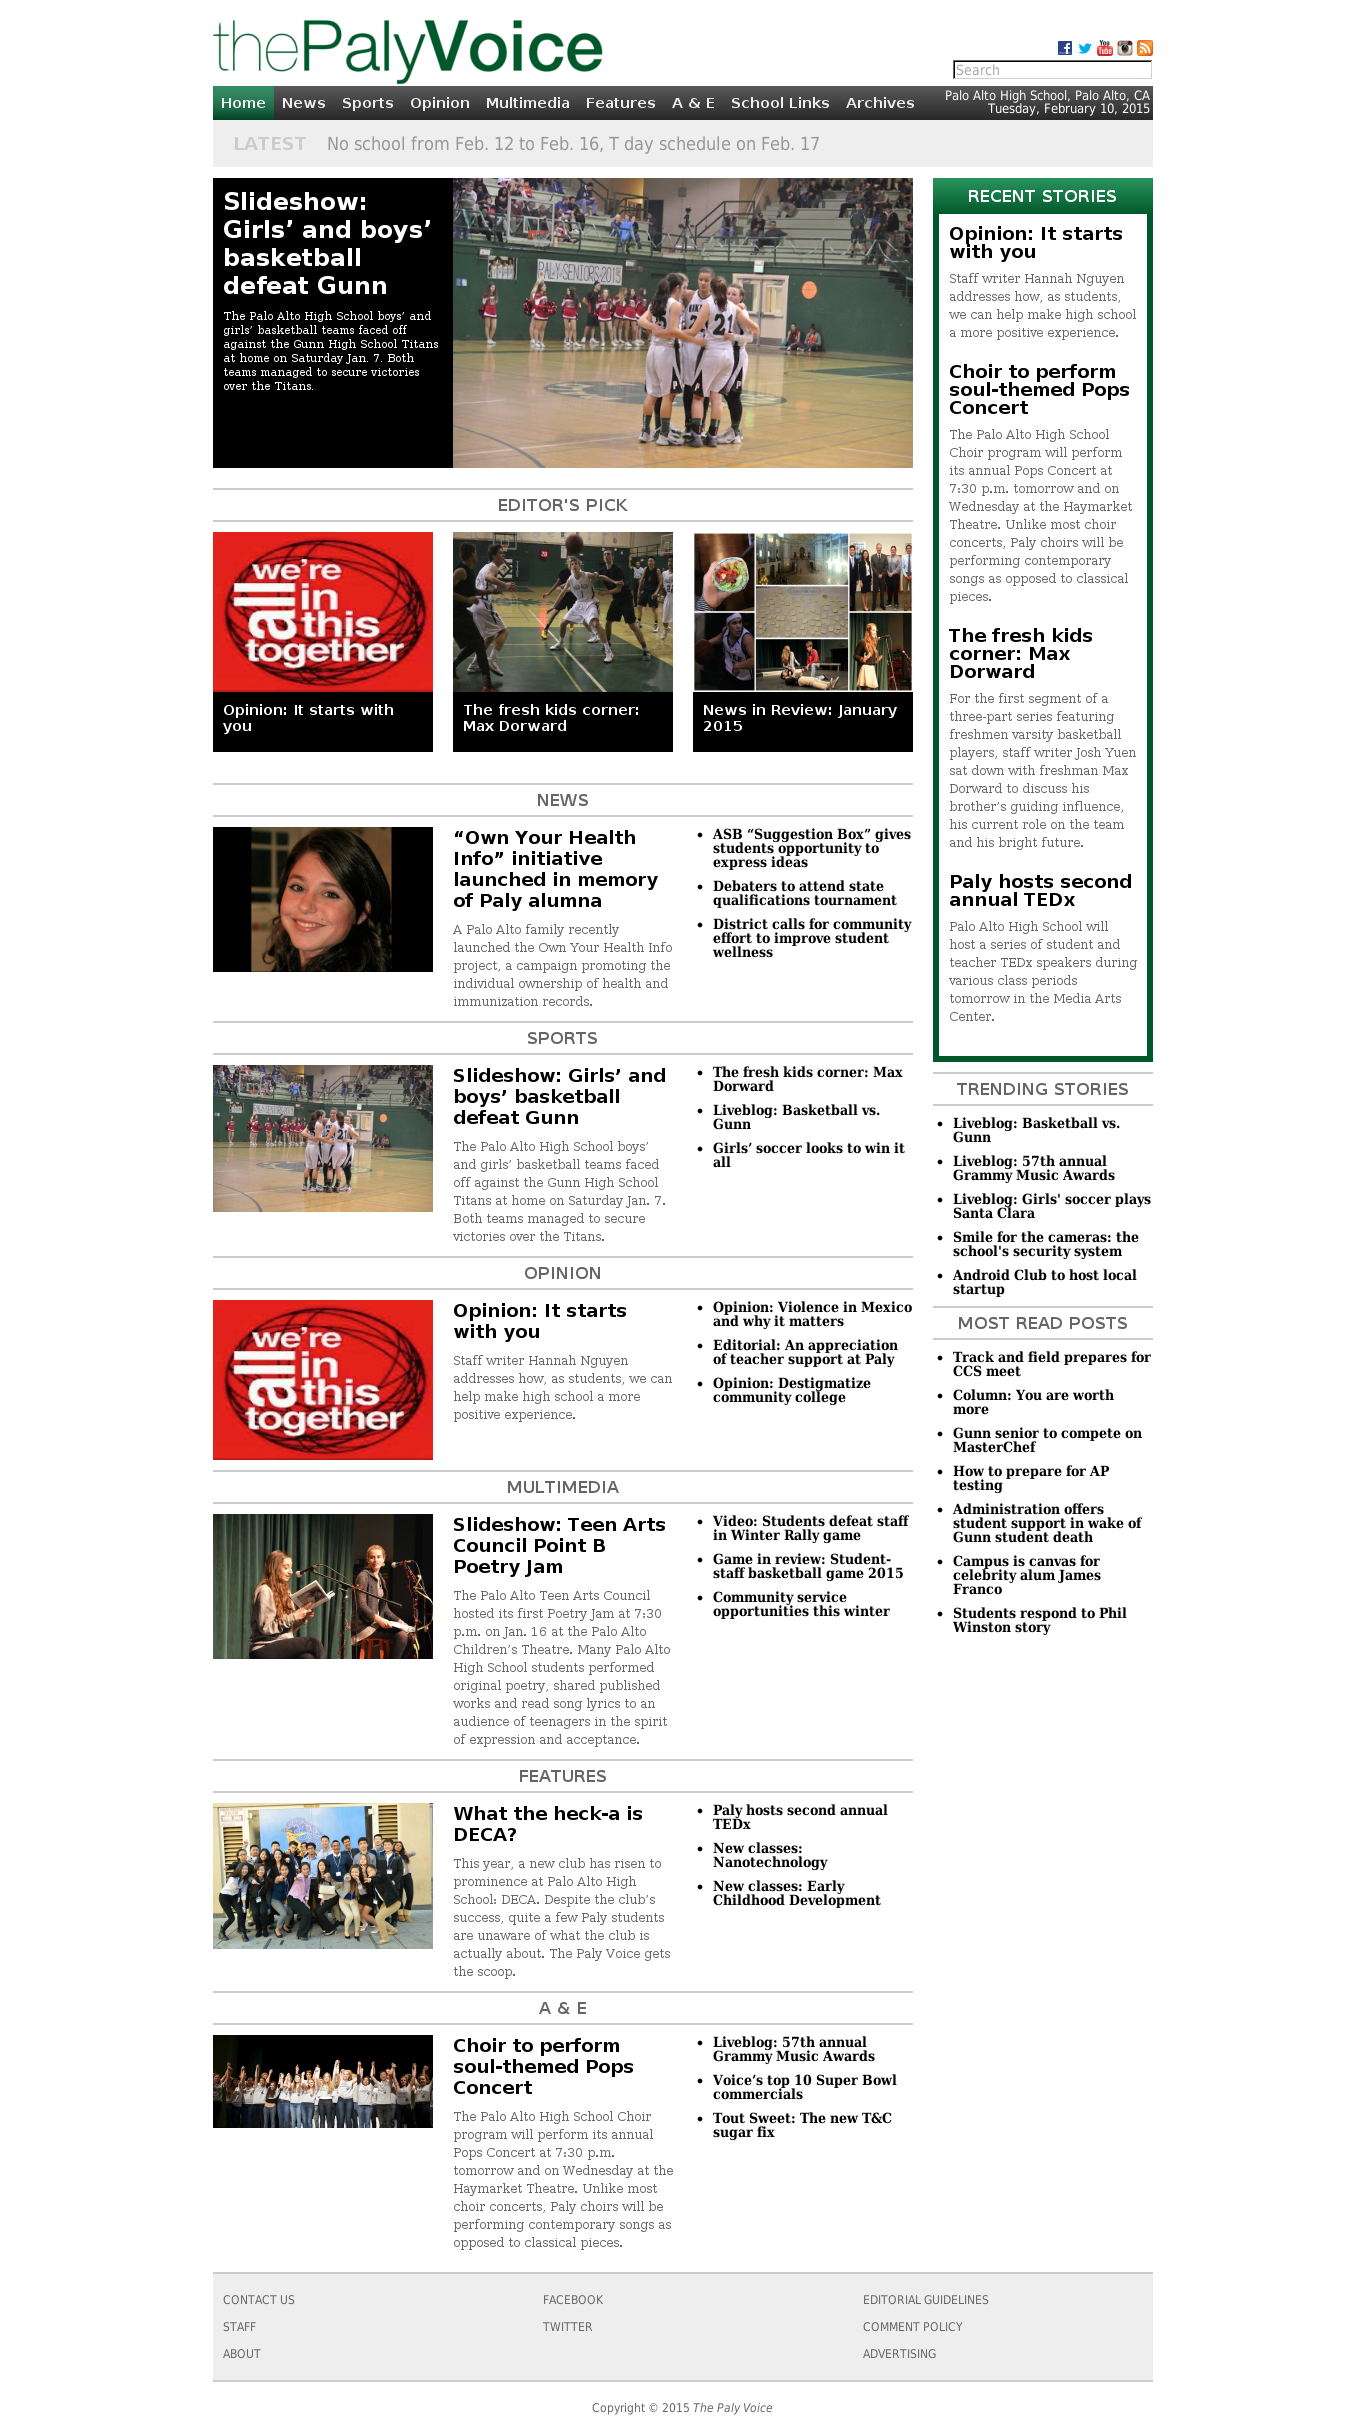 thePalyVoice
Search
Home News Sports Opinion Multimedia Features A & E School Links Archives
Palo Alto High School, Palo Alto, CA
Tuesday, February 10, 2015
LATEST No school from Feb. 12 to Feb. 16, T day schedule on Feb. 17
Slideshow:
Girls’ and boys’
basketball
defeat Gunn
The Palo Alto High School boys’ and
girls’ basketball teams faced off
against the Gunn High School Titans
at home on Saturday Jan. 7. Both
teams managed to secure victories
over the Titans.
PALY SENIORS 2015
21
EDITOR'S PICK
we're
all in
this
together
Opinion: It starts with
you
The fresh kids corner:
Max Dorward
News in Review: January
2015
NEWS
“Own Your Health
Info” initiative
launched in memory
of Paly alumna
A Palo Alto family recently
launched the Own Your Health Info
project, a campaign promoting the
individual ownership of health and
immunization records.
• ASB “Suggestion Box” gives
students opportunity to
express ideas
• Debaters to attend state
qualifications tournament
• District calls for community
effort to improve student
wellness
SPORTS
Slideshow: Girls’ and
boys’ basketball
defeat Gunn
The Palo Alto High School boys’
and girls’ basketball teams faced
off against the Gunn High School
Titans at home on Saturday Jan. 7.
Both teams managed to secure
victories over the Titans.
• The fresh kids corner: Max
Dorward
• Liveblog: Basketball vs.
Gunn
• Girls’ soccer looks to win it
all
OPINION
we're
all in
this
together
Opinion: It starts
with you
Staff writer Hannah Nguyen
addresses how, as students, we can
help make high school a more
positive experience.
• Opinion: Violence in Mexico
and why it matters
• Editorial: An appreciation
of teacher support at Paly
• Opinion: Destigmatize
community college
MULTIMEDIA
Slideshow: Teen Arts
Council Point B
Poetry Jam
The Palo Alto Teen Arts Council
hosted its first Poetry Jam at 7:30
p.m. on Jan. 16 at the Palo Alto
Children’s Theatre. Many Palo Alto
High School students performed
original poetry, shared published
works and read song lyrics to an
audience of teenagers in the spirit
of expression and acceptance.
• Video: Students defeat staff
in Winter Rally game
• Game in review: Student-
staff basketball game 2015
• Community service
opportunities this winter
FEATURES
What the heck-a is
DECA?
This year, a new club has risen to
prominence at Palo Alto High
School: DECA. Despite the club’s
success, quite a few Paly students
are unaware of what the club is
actually about. The Paly Voice gets
the scoop.
• Paly hosts second annual
TEDx
• New classes:
Nanotechnology
• New classes: Early
Childhood Development
A & E
Choir to perform
soul-themed Pops
Concert
The Palo Alto High School Choir
program will perform its annual
Pops Concert at 7:30 p.m.
tomorrow and on Wednesday at the
Haymarket Theatre. Unlike most
choir concerts, Paly choirs will be
performing contemporary songs as
opposed to classical pieces.
• Liveblog: 57th annual
Grammy Music Awards
• Voice’s top 10 Super Bowl
commercials
• Tout Sweet: The new T&C
sugar fix
RECENT STORIES
Opinion: It starts
with you
Staff writer Hannah Nguyen
addresses how, as students,
we can help make high school
a more positive experience.
Choir to perform
soul-themed Pops
Concert
The Palo Alto High School
Choir program will perform
its annual Pops Concert at
7:30 p.m. tomorrow and on
Wednesday at the Haymarket
Theatre. Unlike most choir
concerts, Paly choirs will be
performing contemporary
songs as opposed to classical
pieces.
The fresh kids
corner: Max
Dorward
For the first segment of a
three-part series featuring
freshmen varsity basketball
players, staff writer Josh Yuen
sat down with freshman Max
Dorward to discuss his
brother’s guiding influence,
his current role on the team
and his bright future.
Paly hosts second
annual TEDx
Palo Alto High School will
host a series of student and
teacher TEDx speakers during
various class periods
tomorrow in the Media Arts
Center.
TRENDING STORIES
• Liveblog: Basketball vs.
Gunn
• Liveblog: 57th annual
Grammy Music Awards
• Liveblog: Girls' soccer plays
Santa Clara
• Smile for the cameras: the
school's security system
• Android Club to host local
startup
MOST READ POSTS
• Track and field prepares for
CCS meet
• Column: You are worth
more
• Gunn senior to compete on
MasterChef
• How to prepare for AP
testing
• Administration offers
student support in wake of
Gunn student death
• Campus is canvas for
celebrity alum James
Franco
• Students respond to Phil
Winston story
CONTACT US FACEBOOK EDITORIAL GUIDELINES
STAFF TWITTER COMMENT POLICY
ABOUT ADVERTISING
Copyright © 2015 The Paly Voice